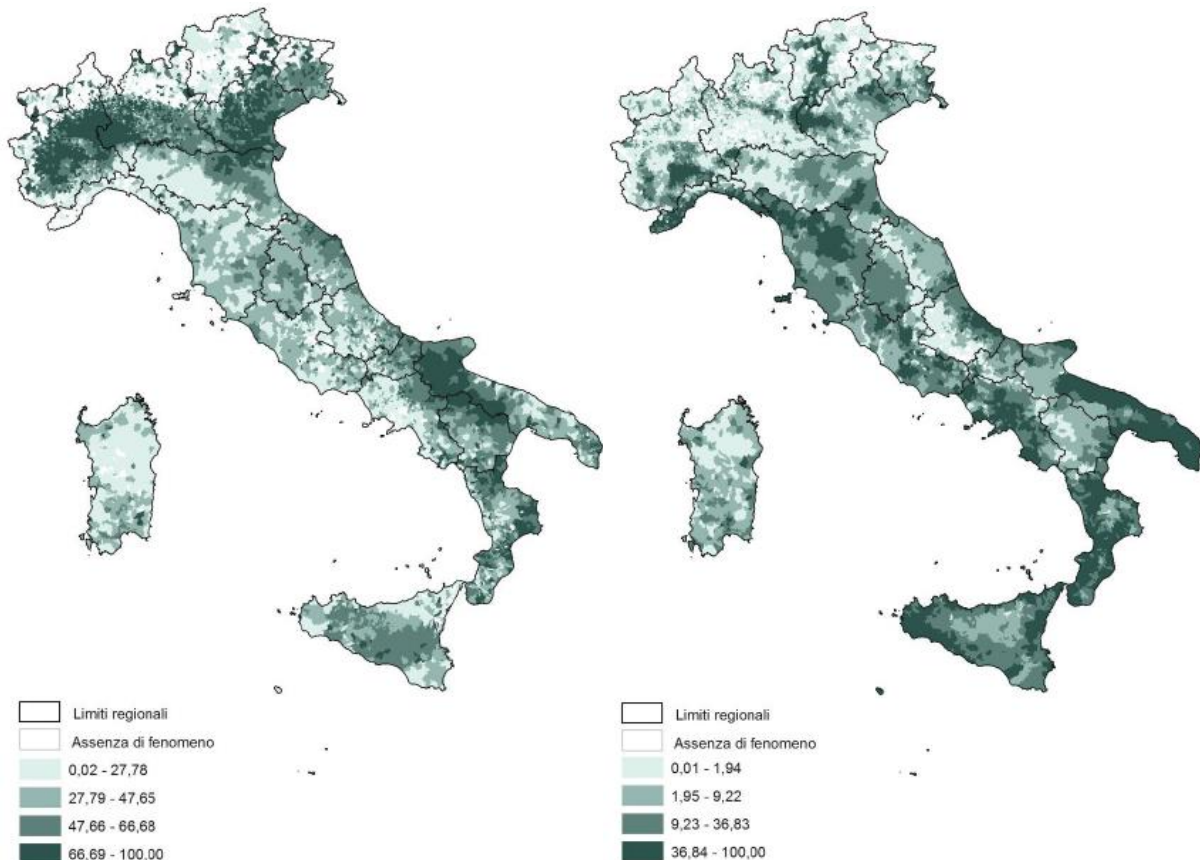 Limiti regionali
Assenza di fenomeno
0,02 - 27,78
27,79 - 47,65
47,66 - 66,68
66,69 - 100,00
Limiti regionali
Assenza di fenomeno
0,01 - 1,94
1,95 - 9,22
9,23 - 36,83
36,84 - 100,00